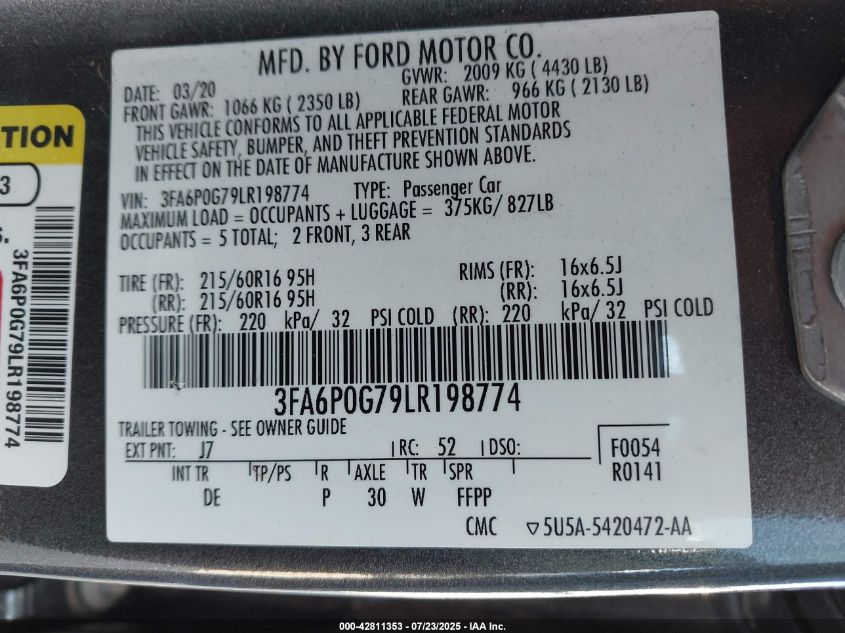 MFD. BY FORD MOTOR CO.
DATE: 03/20 GVWR: 2009 KG ( 4430 LB)
FRONT GAWR: 1066 KG ( 2350 LB) REAR GAWR: 966 KG ( 2130 LB)
THIS VEHICLE CONFORMS TO ALL APPLICABLE FEDERAL MOTOR
VEHICLE SAFETY, BUMPER, AND THEFT PREVENTION STANDARDS
IN EFFECT ON THE DATE OF MANUFACTURE SHOWN ABOVE.
VIN: 3FA6P0G79LR198774 TYPE: Passenger Car
MAXIMUM LOAD = OCCUPANTS + LUGGAGE = 375KG/ 827LB
OCCUPANTS = 5 TOTAL; 2 FRONT, 3 REAR
TIRE (FR): 215/60R16 95H RIMS (FR): 16x6.5J
(RR): 215/60R16 95H (RR): 16x6.5J
PRESSURE (FR): 220 kPa/ 32 PSI COLD (RR): 220 kPa/ 32 PSI COLD
3FA6P0G79LR198774
TRAILER TOWING - SEE OWNER GUIDE
EXT PNT: J7 RC: 52 DSO: F0054
R0141
INT TR TP/PS R AXLE TR SPR
DE P 30 W FFPP
CMC ▽5U5A-5420472-AA
TION
3
3FA6P0G79LR198774
000-42811353 | 07/23/2025 | IAA Inc.